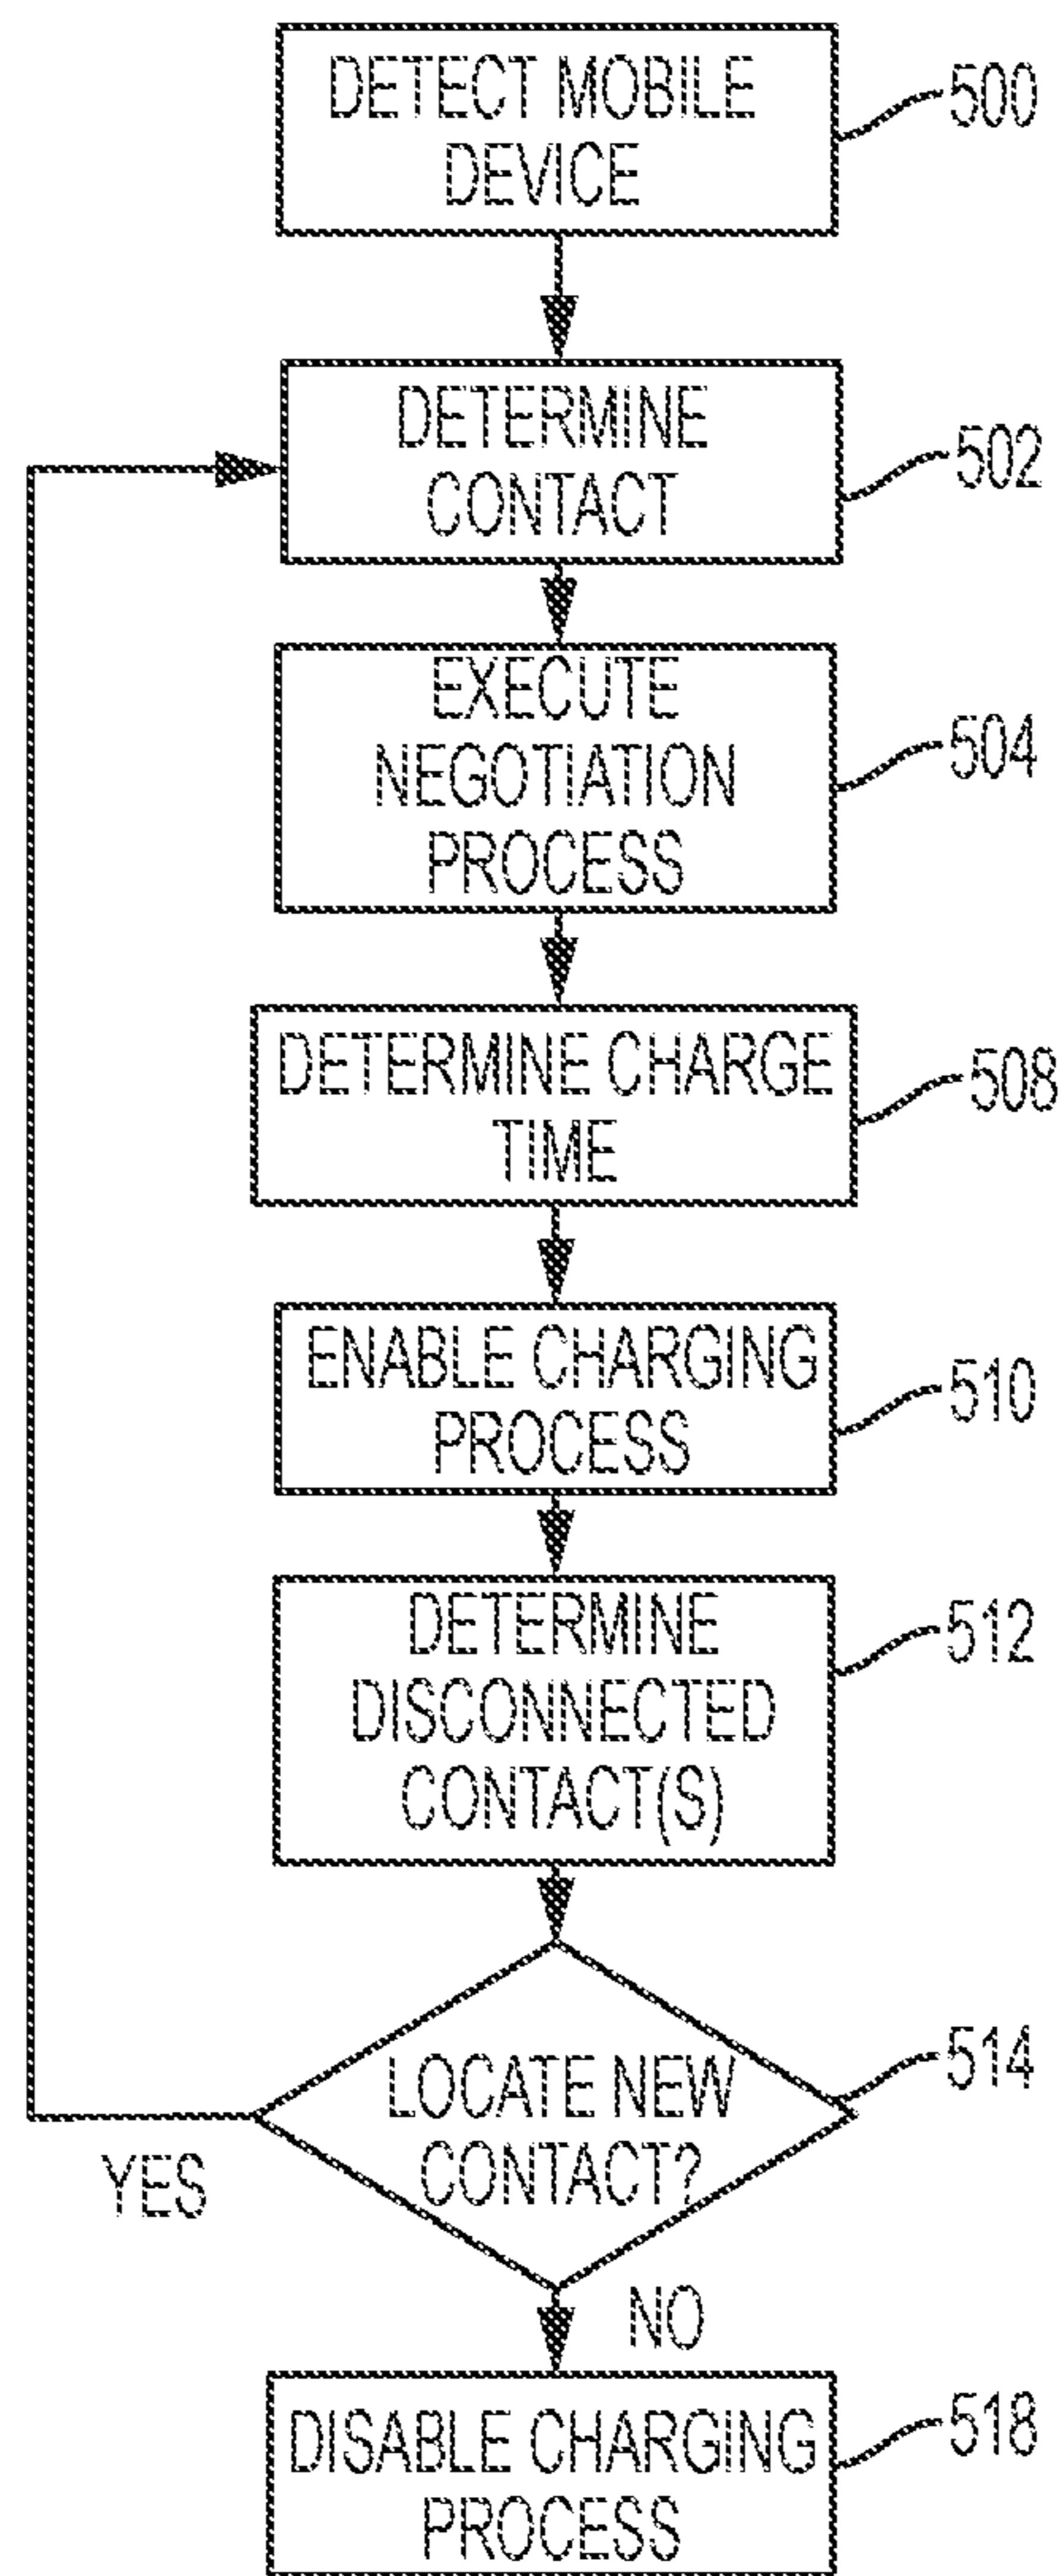 DETECT MOBILE
DEVICE
500
DETERMINE
CONTACT
502
EXECUTE
NEGOTIATION
PROCESS
504
DETERMINE CHARGE
TIME
508
ENABLE CHARGING
PROCESS
510
DETERMINE
DISCONNECTED
CONTACT(S)
512
LOCATE NEW
CONTACT?
514
YES
NO
DISABLE CHARGING
PROCESS
518